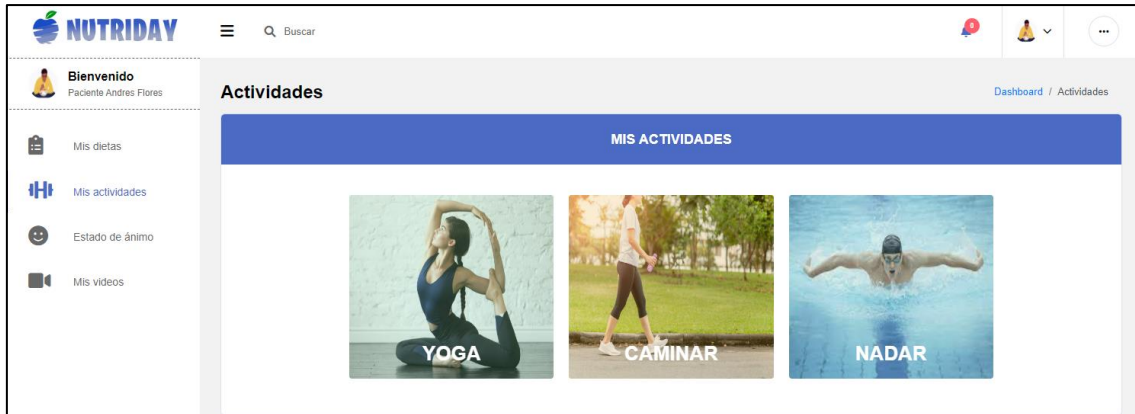 NUTRIDAY
Buscar
Bienvenido
Paciente Andres Flores
Actividades
Dashboard / Actividades
Mis dietas
Mis actividades
Estado de ánimo
Mis videos
MIS ACTIVIDADES
YOGA
CAMINAR
NADAR